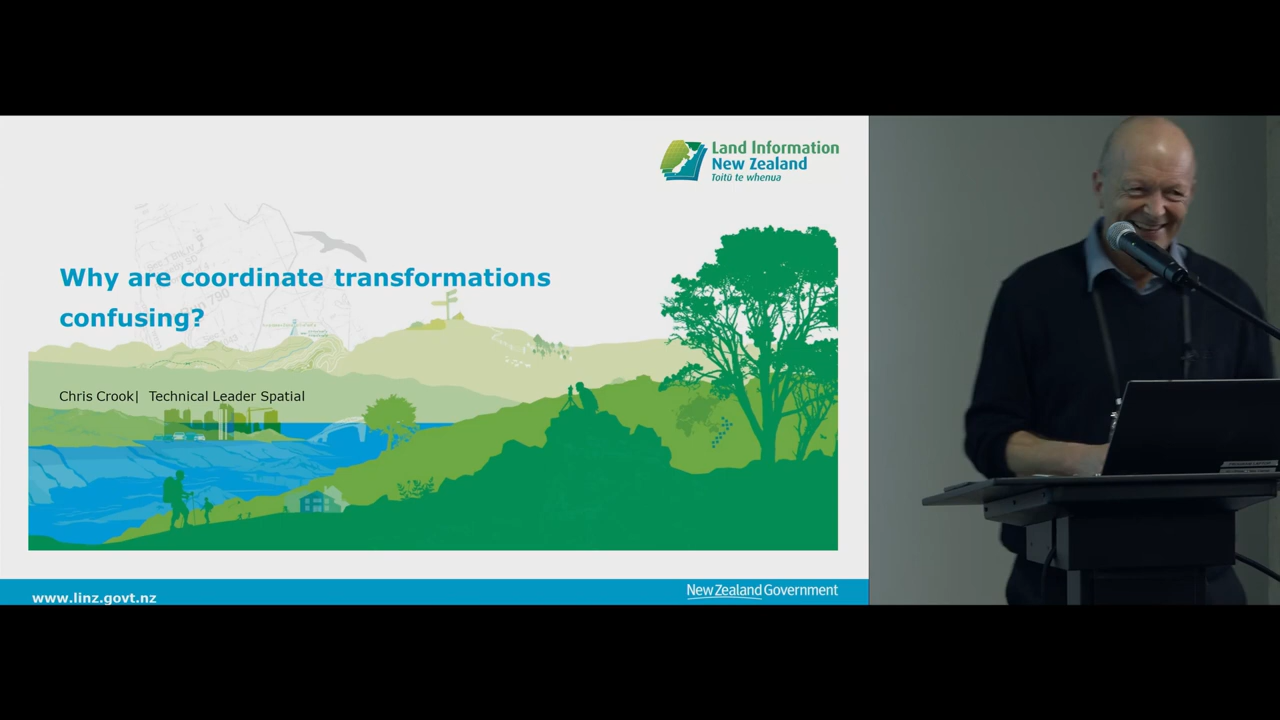 Land Information
New Zealand
Toitū te whenua
Why are coordinate transformations
confusing?
Chris Crook| Technical Leader Spatial
www.linz.govt.nz
New Zealand Government